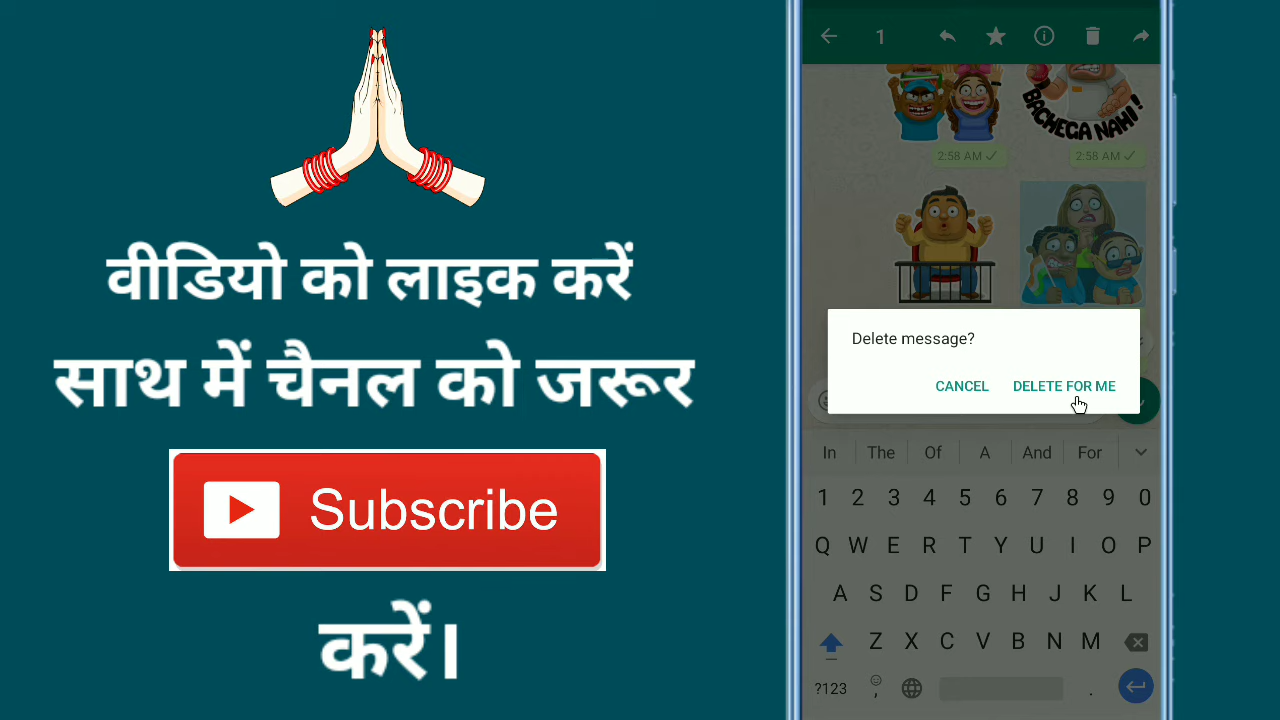 वीडियो को लाइक करें
साथ में चैनल को जरूर
Subscribe
करें।
1
BACHEGA NAHI!
2:58 AM
2:58 AM
Delete message?
CANCEL DELETE FOR ME
In The Of A And For
1 2 3 4 5 6 7 8 9 0
Q W E R T Y U I O P
A S D F G H J K L
Z X C V B N M
?123 , .